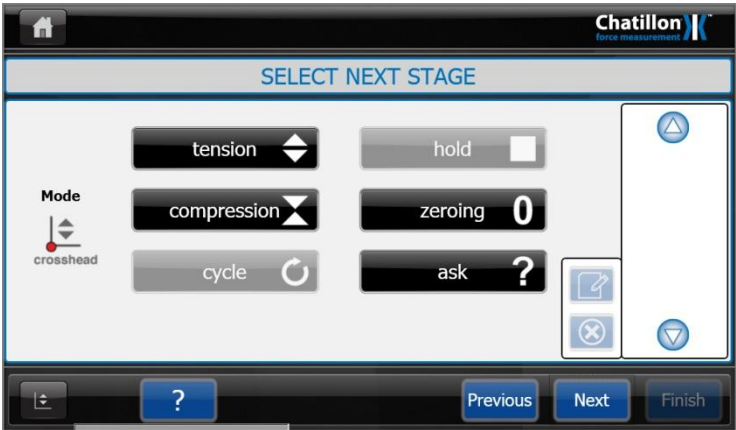 Chatillon
force measurement
SELECT NEXT STAGE
tension
hold
Mode
compression
zeroing 0
crosshead
cycle
ask ?
?
Previous
Next
Finish